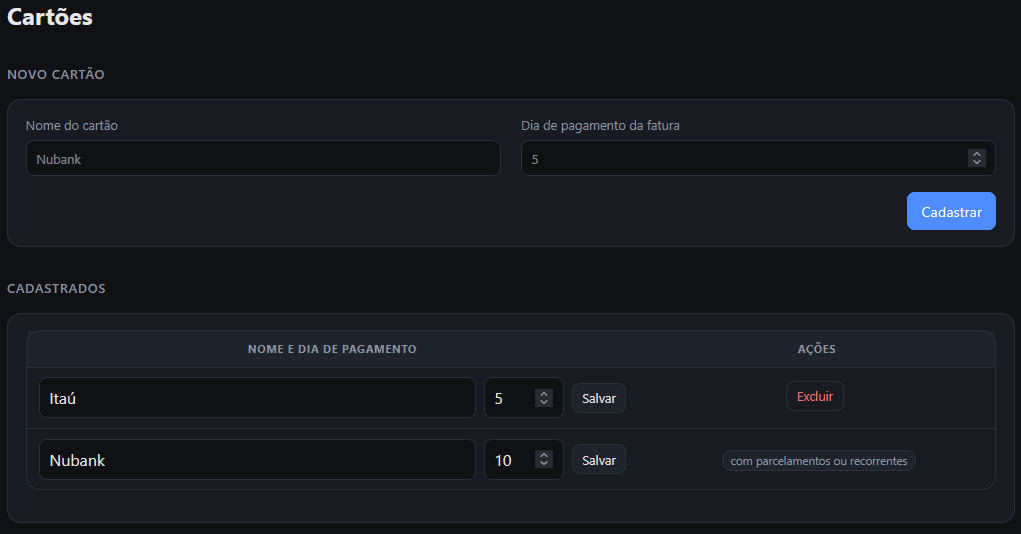 Cartões
NOVO CARTÃO
Nome do cartão Dia de pagamento da fatura
Nubank 5
Cadastrar
CADASTRADOS
NOME E DIA DE PAGAMENTO AÇÕES
Itaú 5 Salvar Excluir
Nubank 10 Salvar com parcelamentos ou recorrentes